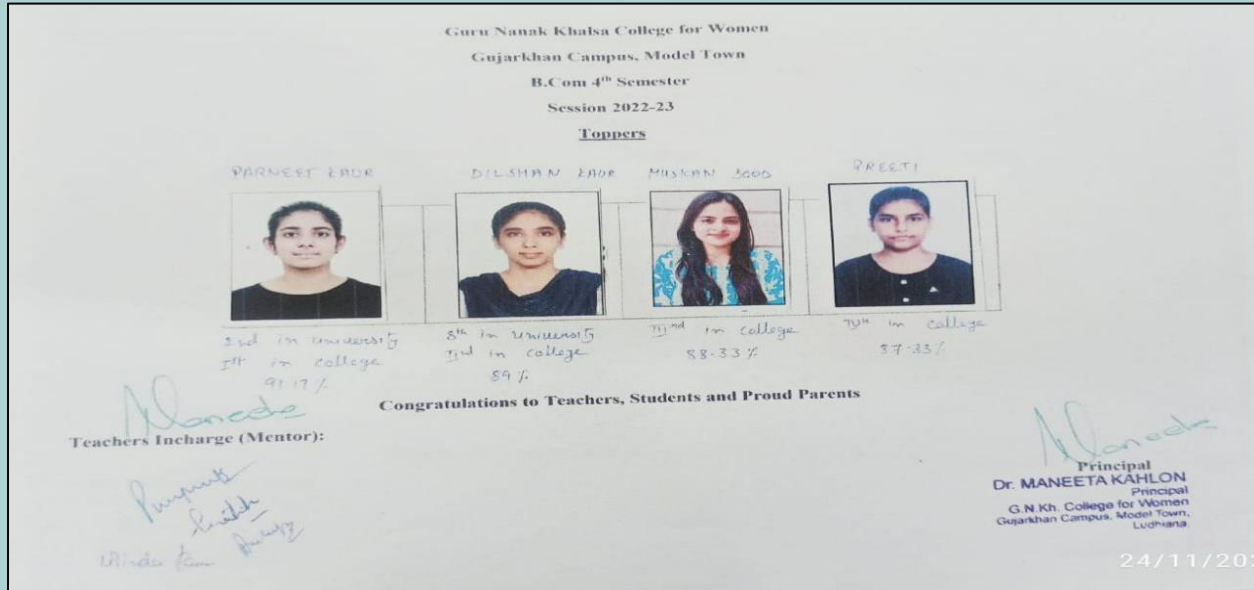 Guru Nanak Khalsa College for Women
Gujarkhan Campus, Model Town
B.Com 4th Semester
Session 2022-23
Toppers
PARNEET KAUR DILSHAN KAUR MUSKAN SOOD PREETI
2nd in university 8th in university IIIrd in college IVth in college
Ist in college IInd in college 88.33% 87.33%
91.17% 89%
Congratulations to Teachers, Students and Proud Parents
Maneeta
Teachers Incharge (Mentor):
Maneeta
Principal
Dr. MANEETA KAHLON
Principal
G.N.Kh. College for Women
Gujarkhan Campus, Model Town,
Ludhiana
24/11/202